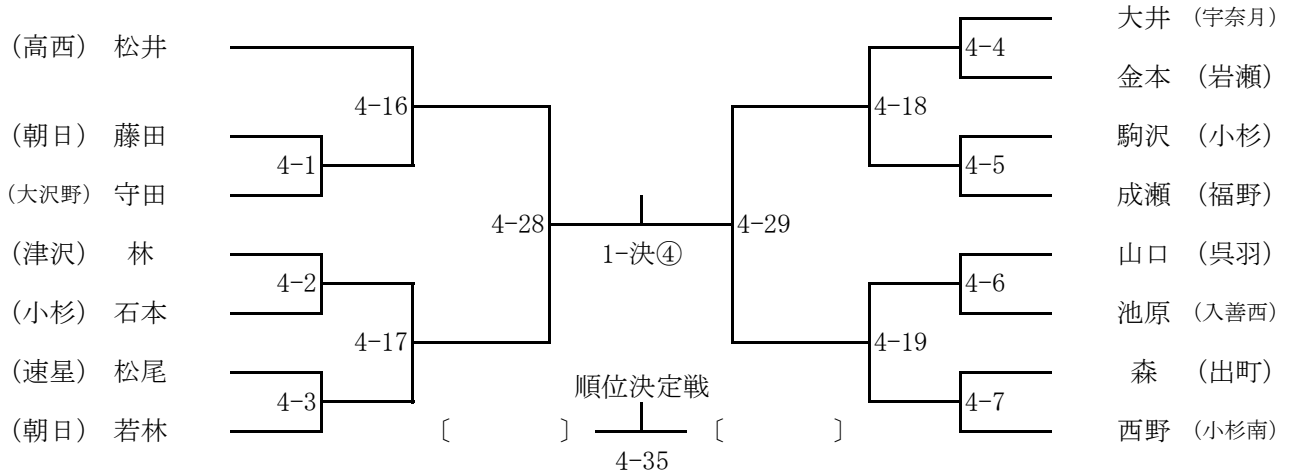 (高西) 松井
(朝日) 藤田
(大沢野) 守田
(津沢) 林
(小杉) 石本
(速星) 松尾
(朝日) 若林
4-16
4-1
4-2
4-17
4-3
4-28
1-決④
4-29
順位決定戦
〔 〕 〔 〕
4-35
4-4
4-18
4-5
4-6
4-19
4-7
大井 (宇奈月)
金本 (岩瀬)
駒沢 (小杉)
成瀬 (福野)
山口 (呉羽)
池原 (入善西)
森 (出町)
西野 (小杉南)